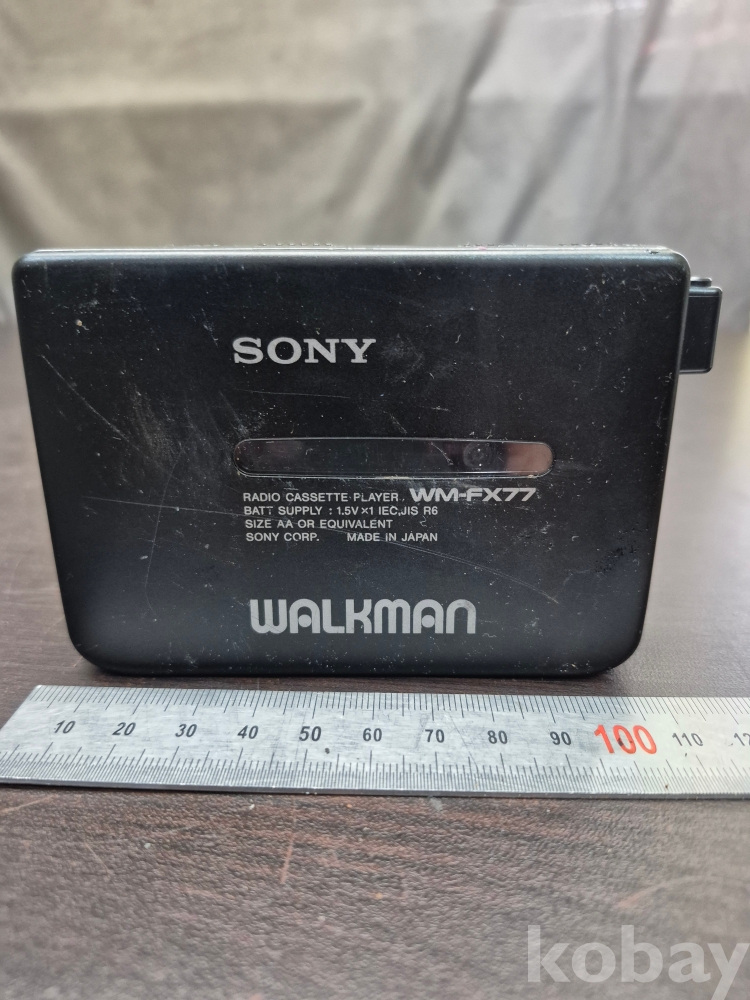 SONY
RADIO CASSETTE PLAYER WM-FX77
BATT SUPPLY : 1.5V×1 IEC,JIS R6
SIZE AA OR EQUIVALENT
SONY CORP. MADE IN JAPAN
WALKMAN
10 20 30 40 50 60 70 80 90 100 110
kobay